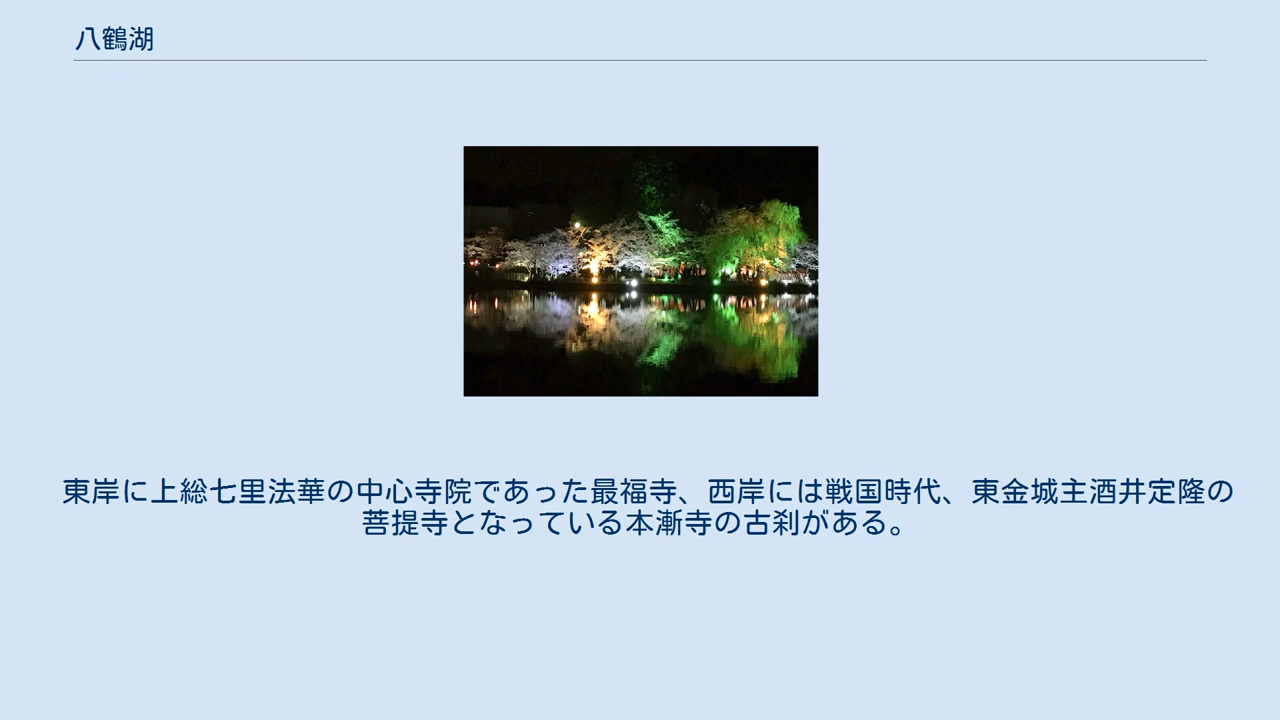 八鶴湖
東岸に上総七里法華の中心寺院であった最福寺、西岸には戦国時代、東金城主酒井定隆の
菩提寺となっている本漸寺の古刹がある。